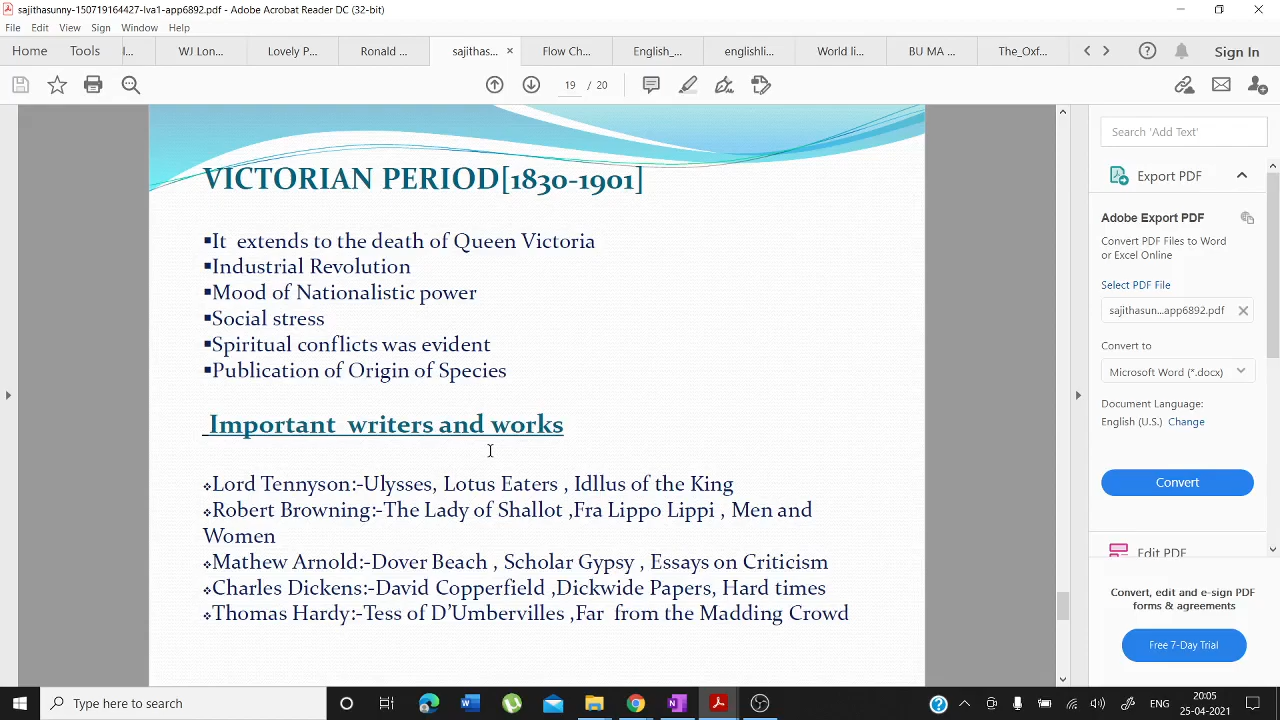 sajithasunny-150719164427-lva1-app6892.pdf - Adobe Acrobat Reader DC (32-bit)
File Edit View Sign Window Help
Home Tools I... WJ Lon... Lovely P... Ronald ... sajithas... × Flow Ch... English_... englishli... World li... BU MA ... The_Oxf... Sign In
19 / 20
Search 'Add Text'
VICTORIAN PERIOD[1830-1901]
▪It extends to the death of Queen Victoria
▪Industrial Revolution
▪Mood of Nationalistic power
▪Social stress
▪Spiritual conflicts was evident
▪Publication of Origin of Species
Important writers and works
❖Lord Tennyson:-Ulysses, Lotus Eaters , Idllus of the King
❖Robert Browning:-The Lady of Shallot ,Fra Lippo Lippi , Men and
Women
❖Mathew Arnold:-Dover Beach , Scholar Gypsy , Essays on Criticism
❖Charles Dickens:-David Copperfield ,Dickwide Papers, Hard times
❖Thomas Hardy:-Tess of D'Umbervilles ,Far from the Madding Crowd
Export PDF
Adobe Export PDF
Convert PDF Files to Word
or Excel Online
Select PDF File
sajithasun...app6892.pdf
Convert to
Microsoft Word (*.docx)
Document Language:
English (U.S.) Change
Convert
Edit PDF
Convert, edit and e-sign PDF
forms & agreements
Free 7-Day Trial
Type here to search
ENG
20:05
25-04-2021